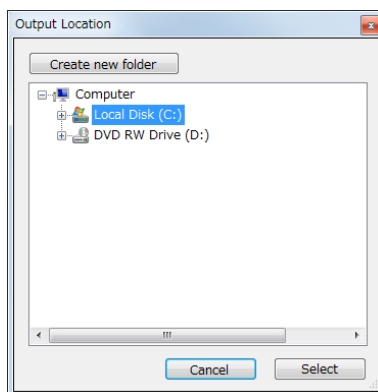 Output Location
Create new folder
Computer
Local Disk (C:)
DVD RW Drive (D:)
Cancel
Select